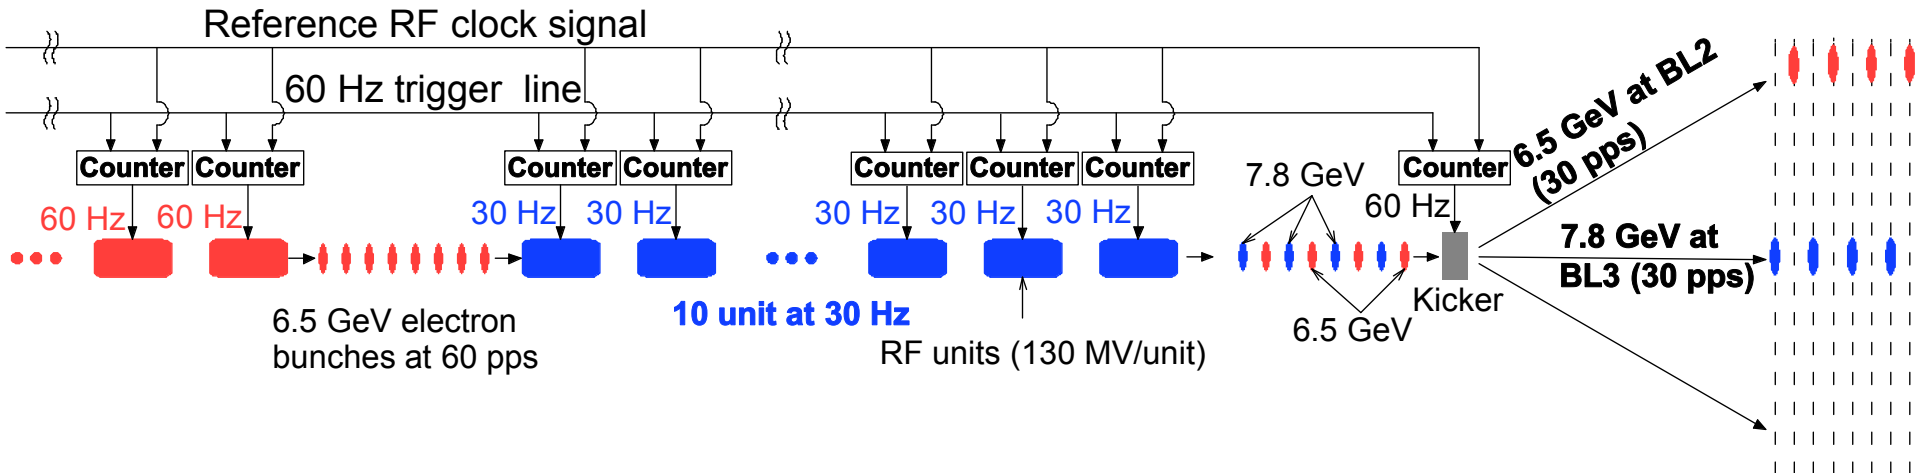 Reference RF clock signal
60 Hz trigger line
Counter
Counter
Counter
Counter
Counter
Counter
Counter
Counter
60 Hz
60 Hz
30 Hz
30 Hz
30 Hz
30 Hz
30 Hz
7.8 GeV
60 Hz
6.5 GeV at BL2
(30 pps)
7.8 GeV at
BL3 (30 pps)
6.5 GeV electron
bunches at 60 pps
10 unit at 30 Hz
RF units (130 MV/unit)
6.5 GeV
Kicker